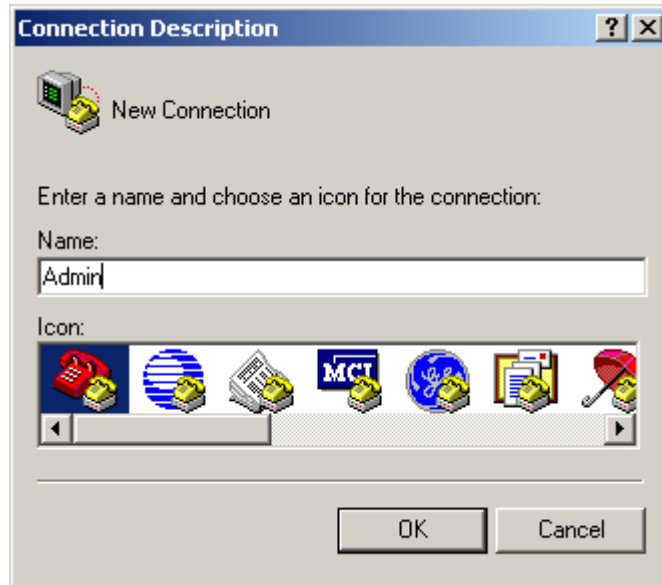 Connection Description
New Connection
Enter a name and choose an icon for the connection:
Name:
Admin
Icon:
MCI
OK Cancel